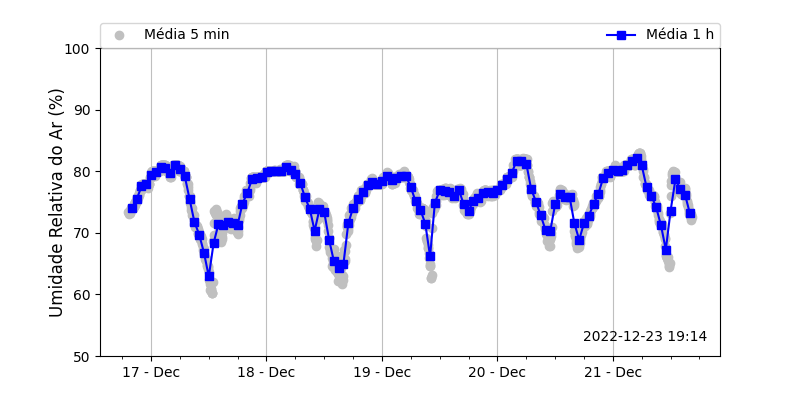 Média 5 min
Média 1 h
Umidade Relativa do Ar (%)
100
90
80
70
60
50
2022-12-23 19:14
17 - Dec
18 - Dec
19 - Dec
20 - Dec
21 - Dec